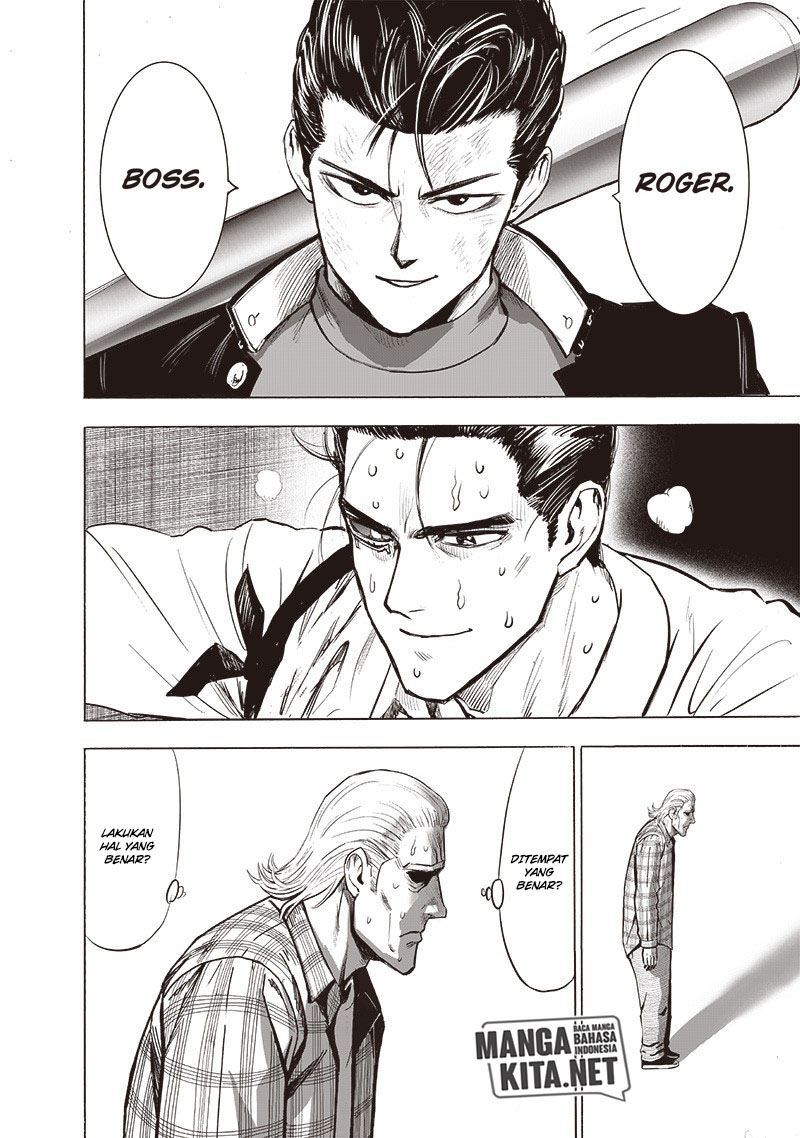 ROGER.
BOSS.
DITEMPAT
YANG
BENAR?
LAKUKAN
HAL YANG
BENAR?
MANGA
KITA.NET
BACA MANGA
BAHASA
INDONESIA